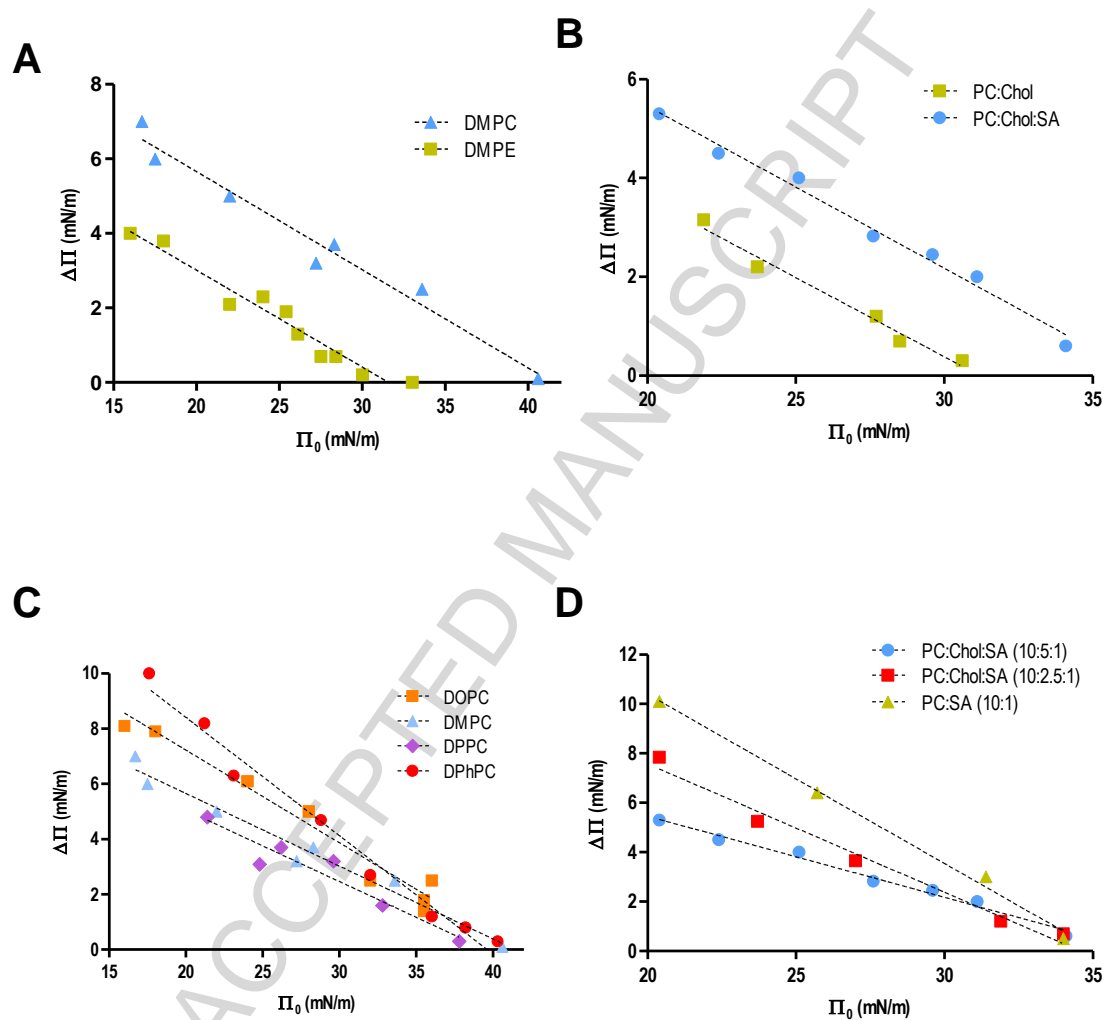 A
8
6
4
2
0
15 20 25 30 35 40
ΔΠ (mN/m)
Π₀ (mN/m)
DMPC
DMPE
B
6
4
2
0
20 25 30 35
ΔΠ (mN/m)
Π₀ (mN/m)
PC:Chol
PC:Chol:SA
C
10
8
6
4
2
0
15 20 25 30 35 40
ΔΠ (mN/m)
Π₀ (mN/m)
DOPC
DMPC
DPPC
DPhPC
D
12
10
8
6
4
2
0
20 25 30 35
ΔΠ (mN/m)
Π₀ (mN/m)
PC:Chol:SA (10:5:1)
PC:Chol:SA (10:2.5:1)
PC:SA (10:1)
ACCEPTED MANUSCRIPT